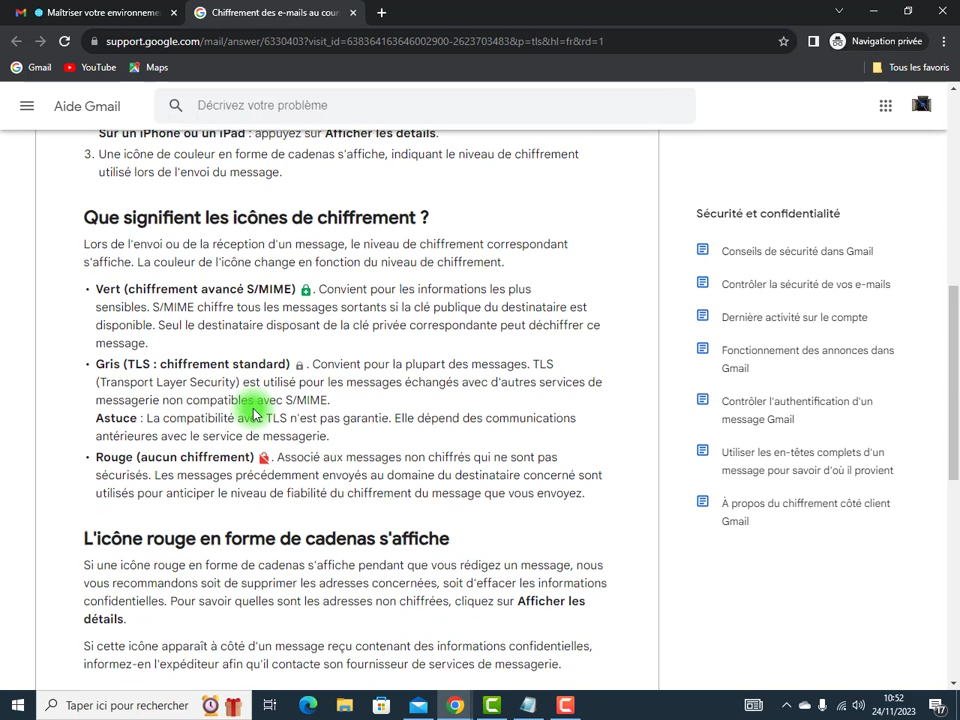 Maîtriser votre environneme
Chiffrement des e-mails au cour
support.google.com/mail/answer/6330403?visit_id=638364163646002900-2623703483&p=tls&hl=fr&rd=1
Navigation privée
Gmail
YouTube
Maps
Tous les favoris
Aide Gmail
Décrivez votre problème
Sur un iPhone ou un iPad : appuyez sur Afficher les détails.
3. Une icône de couleur en forme de cadenas s'affiche, indiquant le niveau de chiffrement
utilisé lors de l'envoi du message.
Que signifient les icônes de chiffrement ?
Lors de l'envoi ou de la réception d'un message, le niveau de chiffrement correspondant
s'affiche. La couleur de l'icône change en fonction du niveau de chiffrement.
• Vert (chiffrement avancé S/MIME) . Convient pour les informations les plus
sensibles. S/MIME chiffre tous les messages sortants si la clé publique du destinataire est
disponible. Seul le destinataire disposant de la clé privée correspondante peut déchiffrer ce
message.
• Gris (TLS : chiffrement standard) . Convient pour la plupart des messages. TLS
(Transport Layer Security) est utilisé pour les messages échangés avec d'autres services de
messagerie non compatibles avec S/MIME.
Astuce : La compatibilité avec TLS n'est pas garantie. Elle dépend des communications
antérieures avec le service de messagerie.
• Rouge (aucun chiffrement) . Associé aux messages non chiffrés qui ne sont pas
sécurisés. Les messages précédemment envoyés au domaine du destinataire concerné sont
utilisés pour anticiper le niveau de fiabilité du chiffrement du message que vous envoyez.
L'icône rouge en forme de cadenas s'affiche
Si une icône rouge en forme de cadenas s'affiche pendant que vous rédigez un message, nous
vous recommandons soit de supprimer les adresses concernées, soit d'effacer les informations
confidentielles. Pour savoir quelles sont les adresses non chiffrées, cliquez sur Afficher les
détails.
Si cette icône apparaît à côté d'un message reçu contenant des informations confidentielles,
informez-en l'expéditeur afin qu'il contacte son fournisseur de services de messagerie.
Sécurité et confidentialité
Conseils de sécurité dans Gmail
Contrôler la sécurité de vos e-mails
Dernière activité sur le compte
Fonctionnement des annonces dans
Gmail
Contrôler l'authentification d'un
message Gmail
Utiliser les en-têtes complets d'un
message pour savoir d'où il provient
À propos du chiffrement côté client
Gmail
Taper ici pour rechercher
10:52
24/11/2023
17